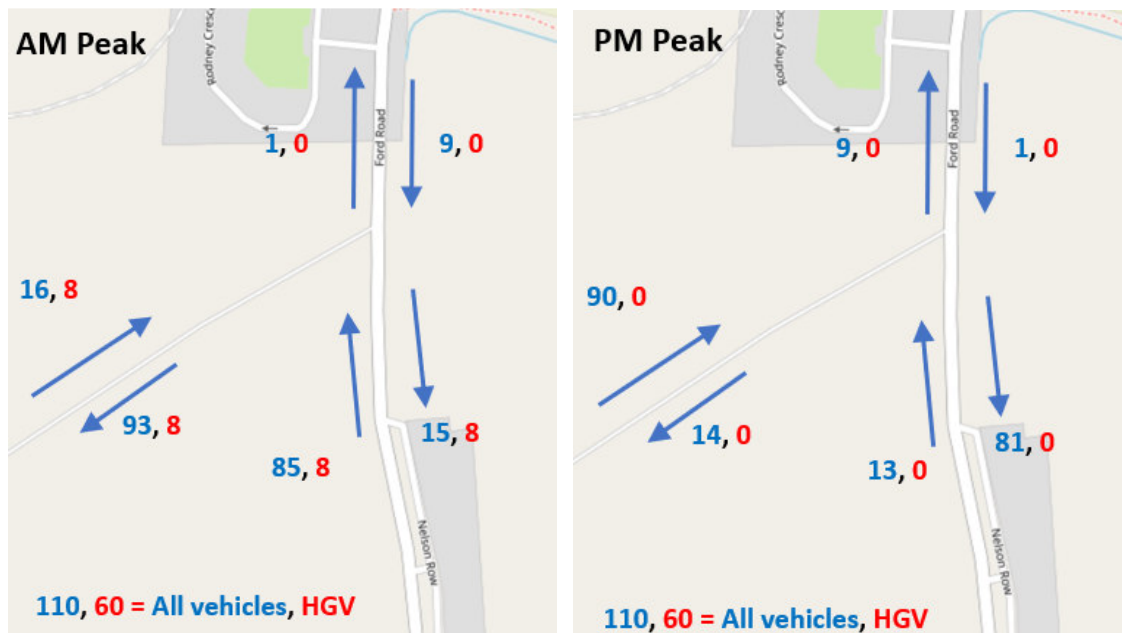 AM Peak
Rodney Cresc
Ford Road
1, 0
9, 0
16, 8
93, 8
15, 8
85, 8
Nelson Row
110, 60 = All vehicles, HGV
PM Peak
Rodney Cresc
Ford Road
9, 0
1, 0
90, 0
14, 0
81, 0
13, 0
Nelson Row
110, 60 = All vehicles, HGV